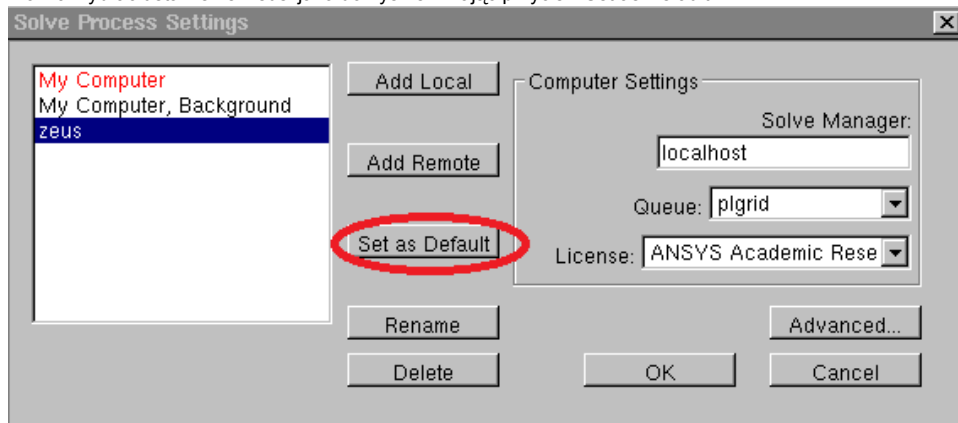 Solve Process Settings
My Computer
My Computer, Background
zeus
Add Local
Add Remote
Set as Default
Rename
Delete
Computer Settings
Solve Manager:
localhost
Queue: plgrid
License: ANSYS Academic Rese
Advanced...
OK
Cancel